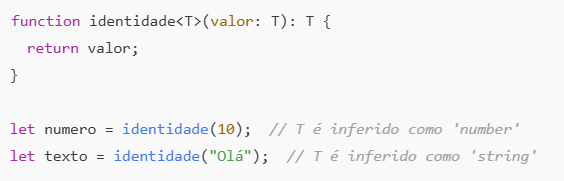 function identidade<T>(valor: T): T {
  return valor;
}

let numero = identidade(10);  // T é inferido como 'number'
let texto = identidade("Olá");  // T é inferido como 'string'